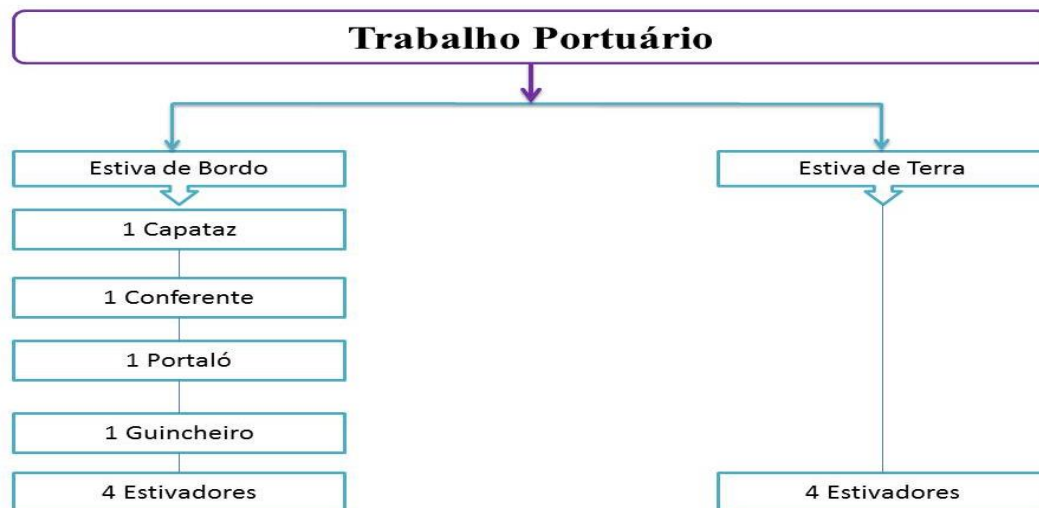 Trabalho Portuário
Estiva de Bordo
Estiva de Terra
1 Capataz
1 Conferente
1 Portaló
1 Guincheiro
4 Estivadores
4 Estivadores